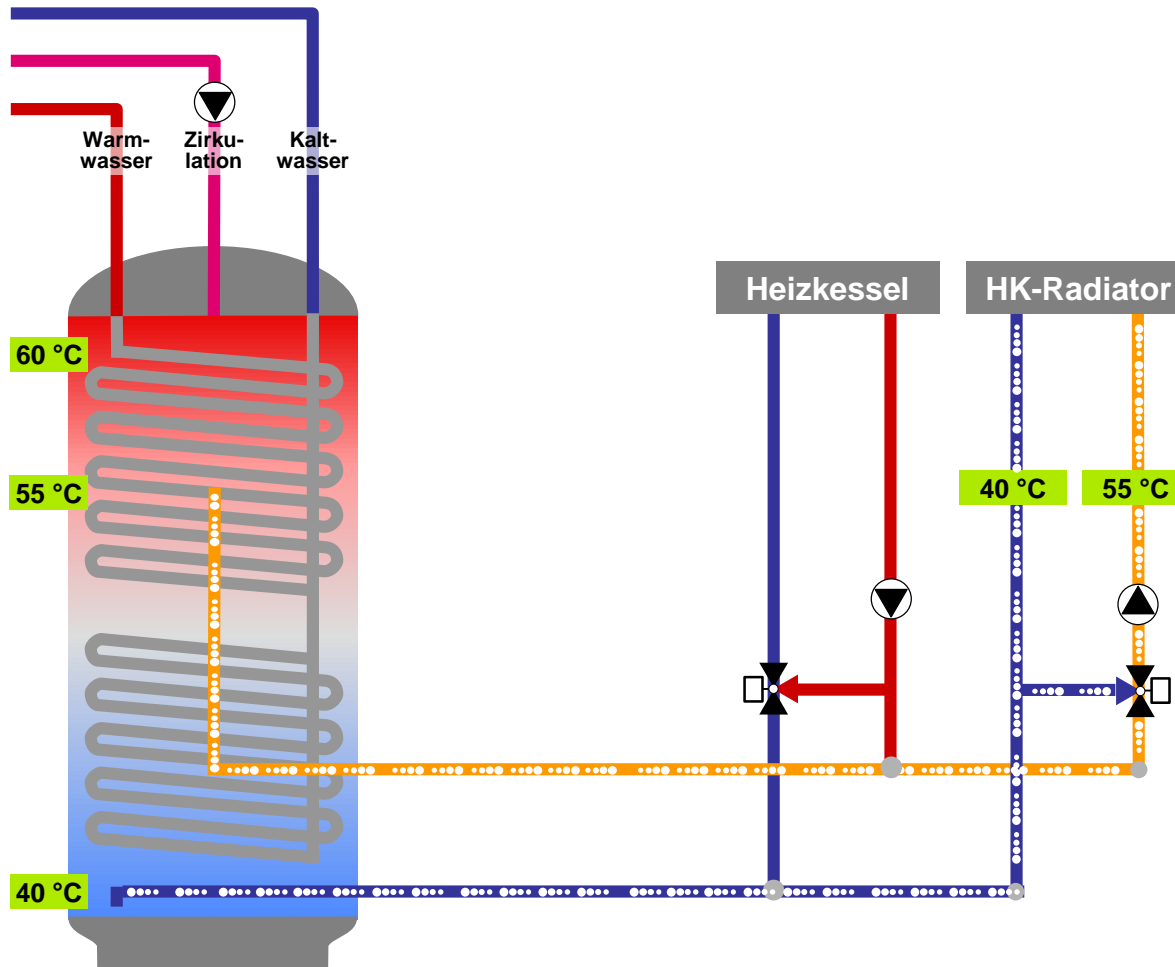 Warm-
wasser
Zirku-
lation
Kalt-
wasser
Heizkessel
HK-Radiator
60 °C
55 °C
40 °C
55 °C
40 °C